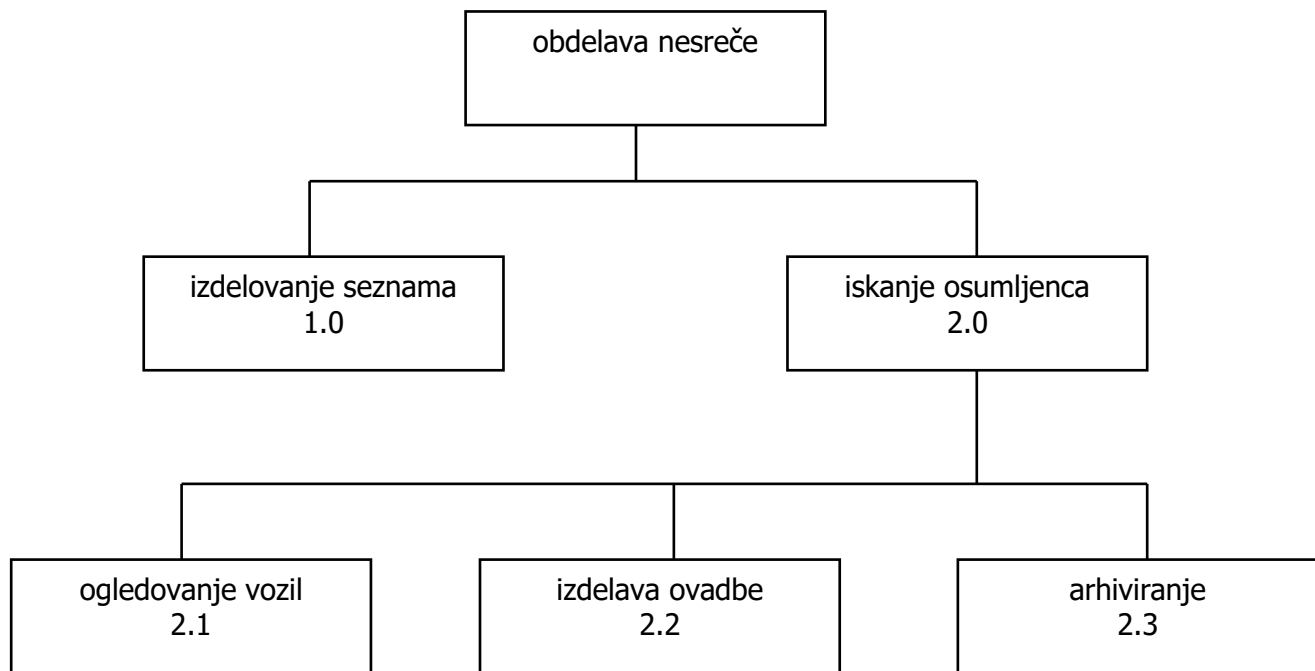 obdelava nesreče
izdelovanje seznama
1.0
iskanje osumljenca
2.0
ogledovanje vozil
2.1
izdelava ovadbe
2.2
arhiviranje
2.3